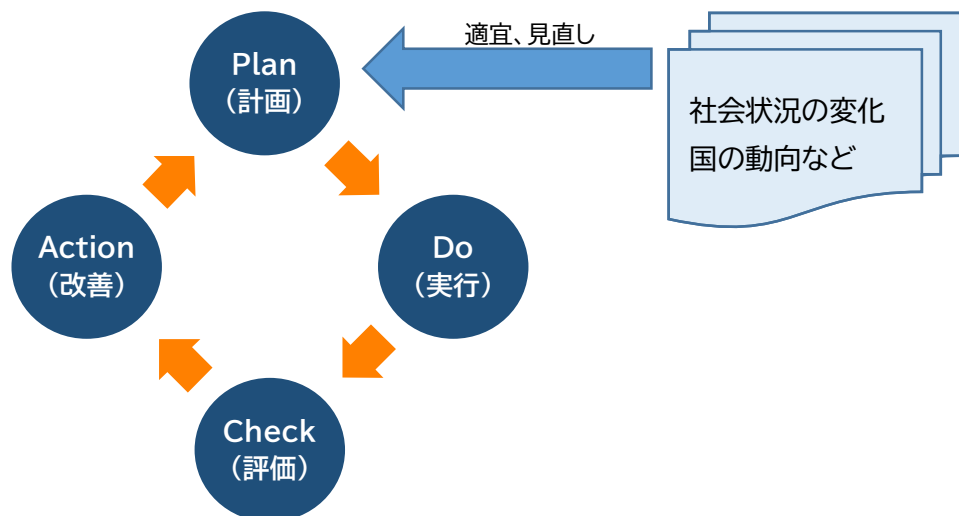 Plan
（計画）
適宜、見直し
社会状況の変化
国の動向など
Action
（改善）
Do
（実行）
Check
（評価）